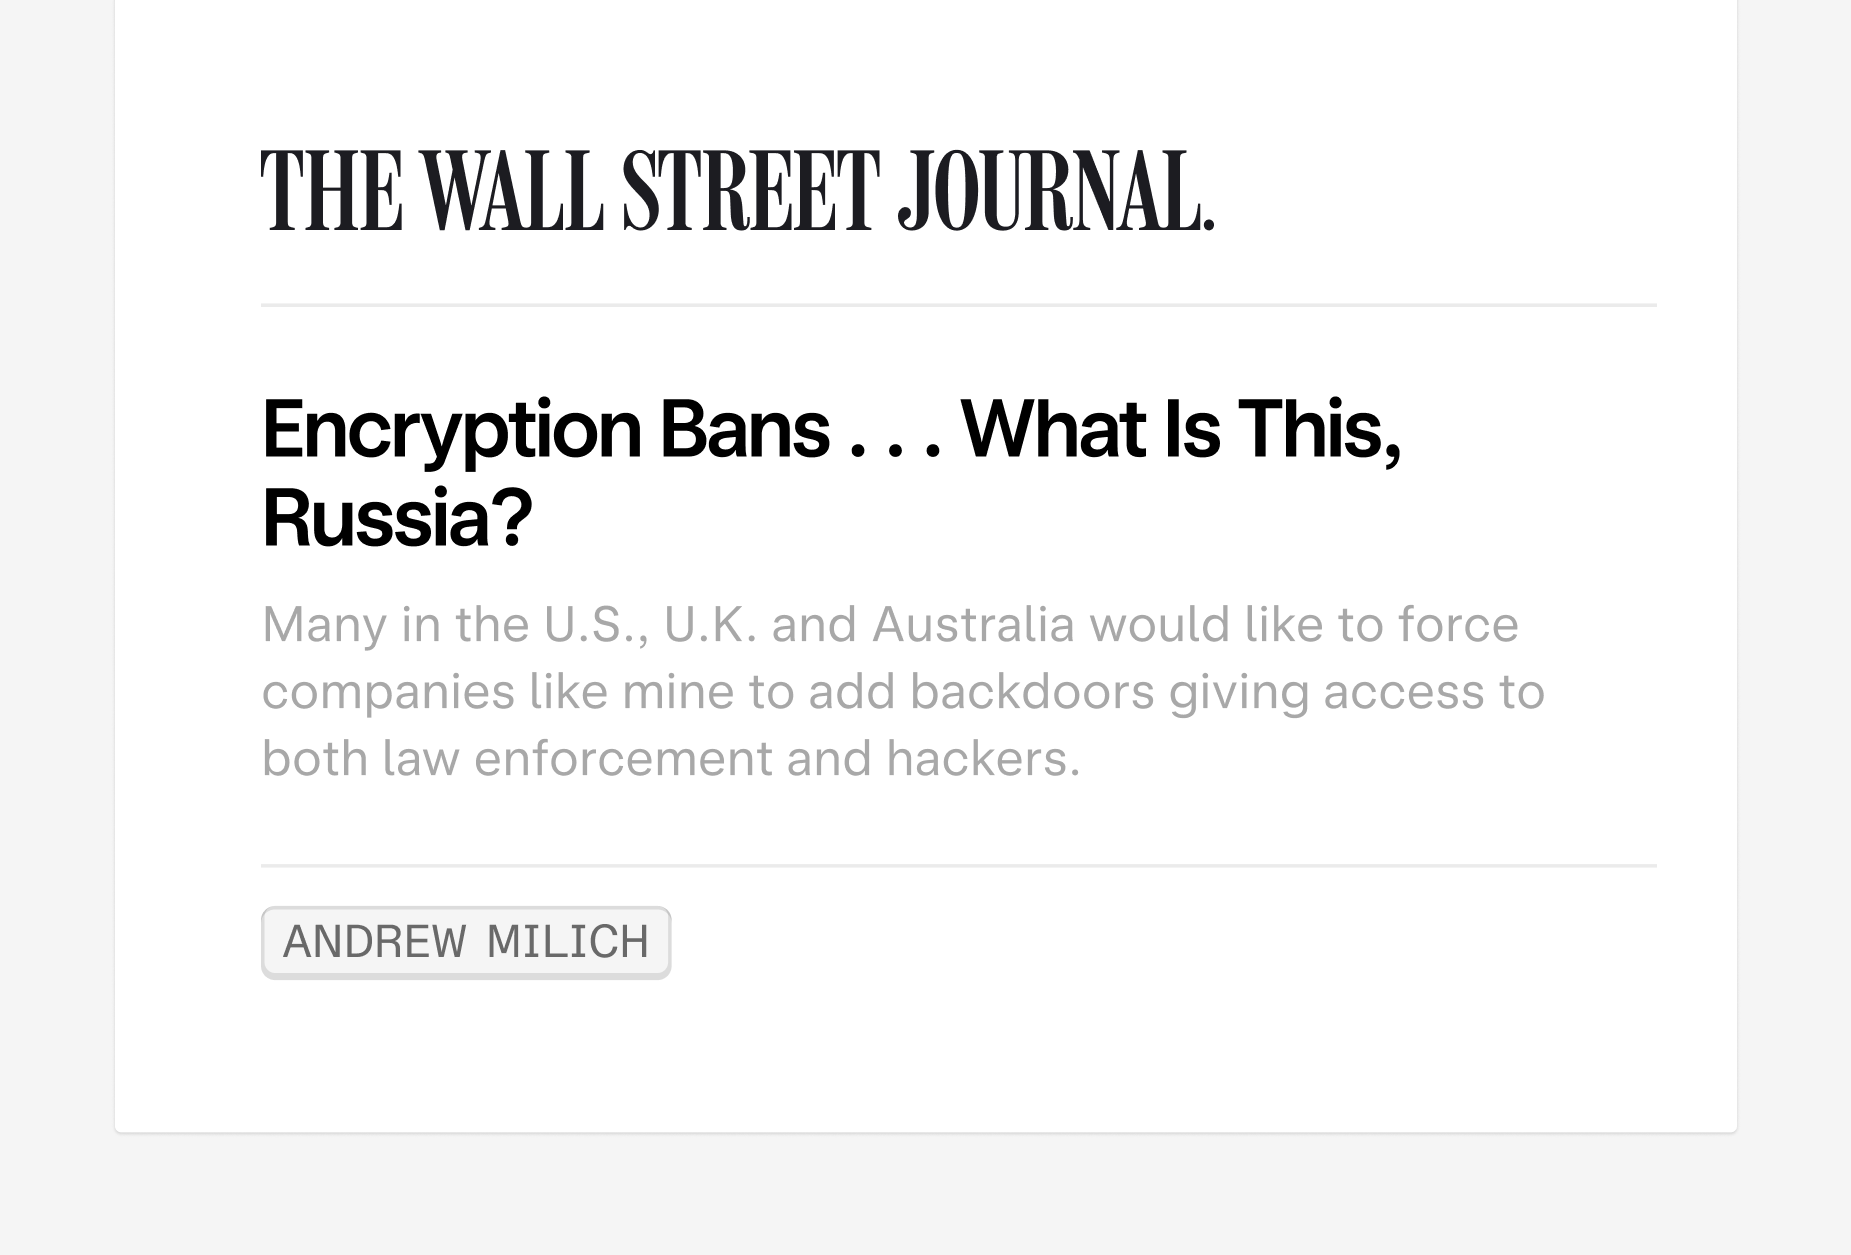 THE WALL STREET JOURNAL.
Encryption Bans . . . What Is This,
Russia?
Many in the U.S., U.K. and Australia would like to force
companies like mine to add backdoors giving access to
both law enforcement and hackers.
ANDREW MILICH